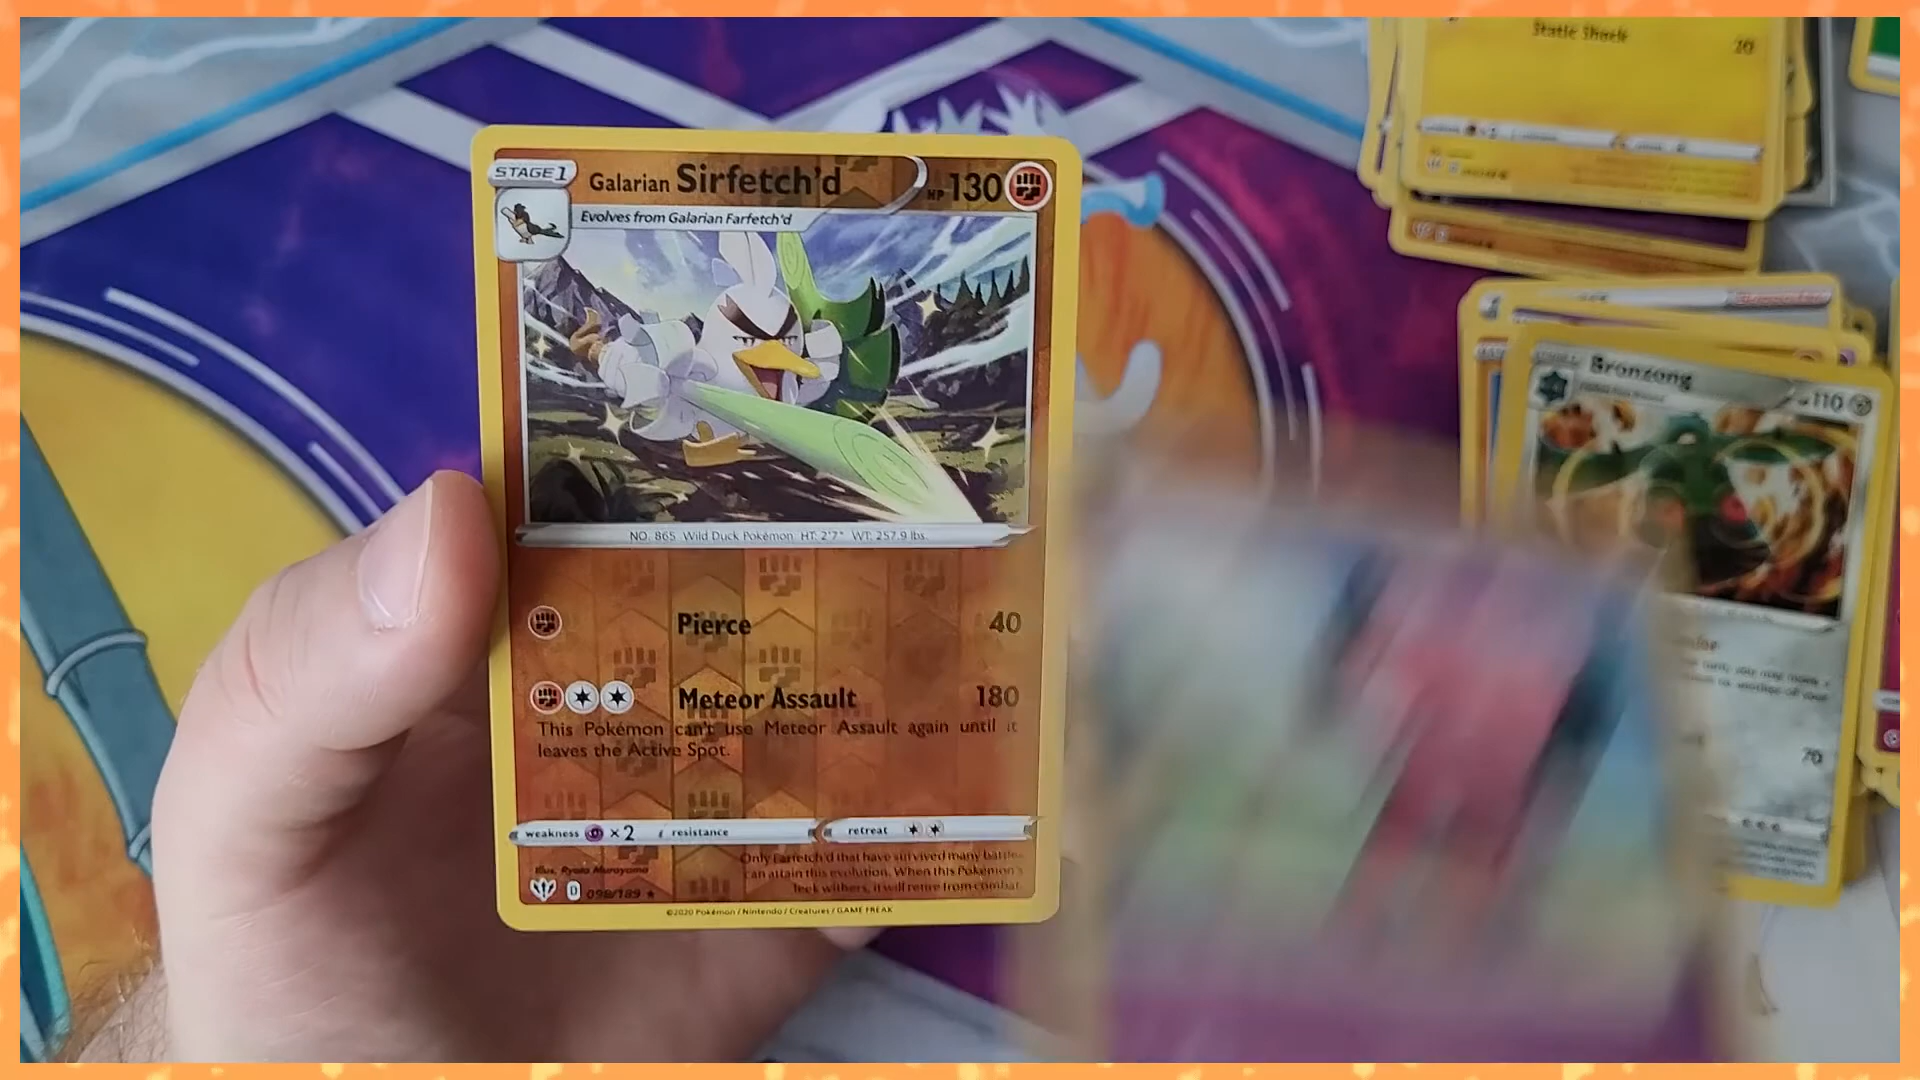 STAGE 1
Galarian Sirfetch'd
HP 130
Evolves from Galarian Farfetch'd
NO. 865 Wild Duck Pokémon HT: 2'7" WT: 257.9 lbs.
Pierce 40
Meteor Assault 180
This Pokémon can't use Meteor Assault again until it
leaves the Active Spot.
weakness ×2 resistance retreat
Illus. Ryota Murayama
Only Farfetch'd that have survived many battles
can attain this evolution. When this Pokémon's
leek withers, it will retire from combat.
D 098/189
©2020 Pokémon / Nintendo / Creatures / GAME FREAK
Static Shock 20
Bronzong
110
70